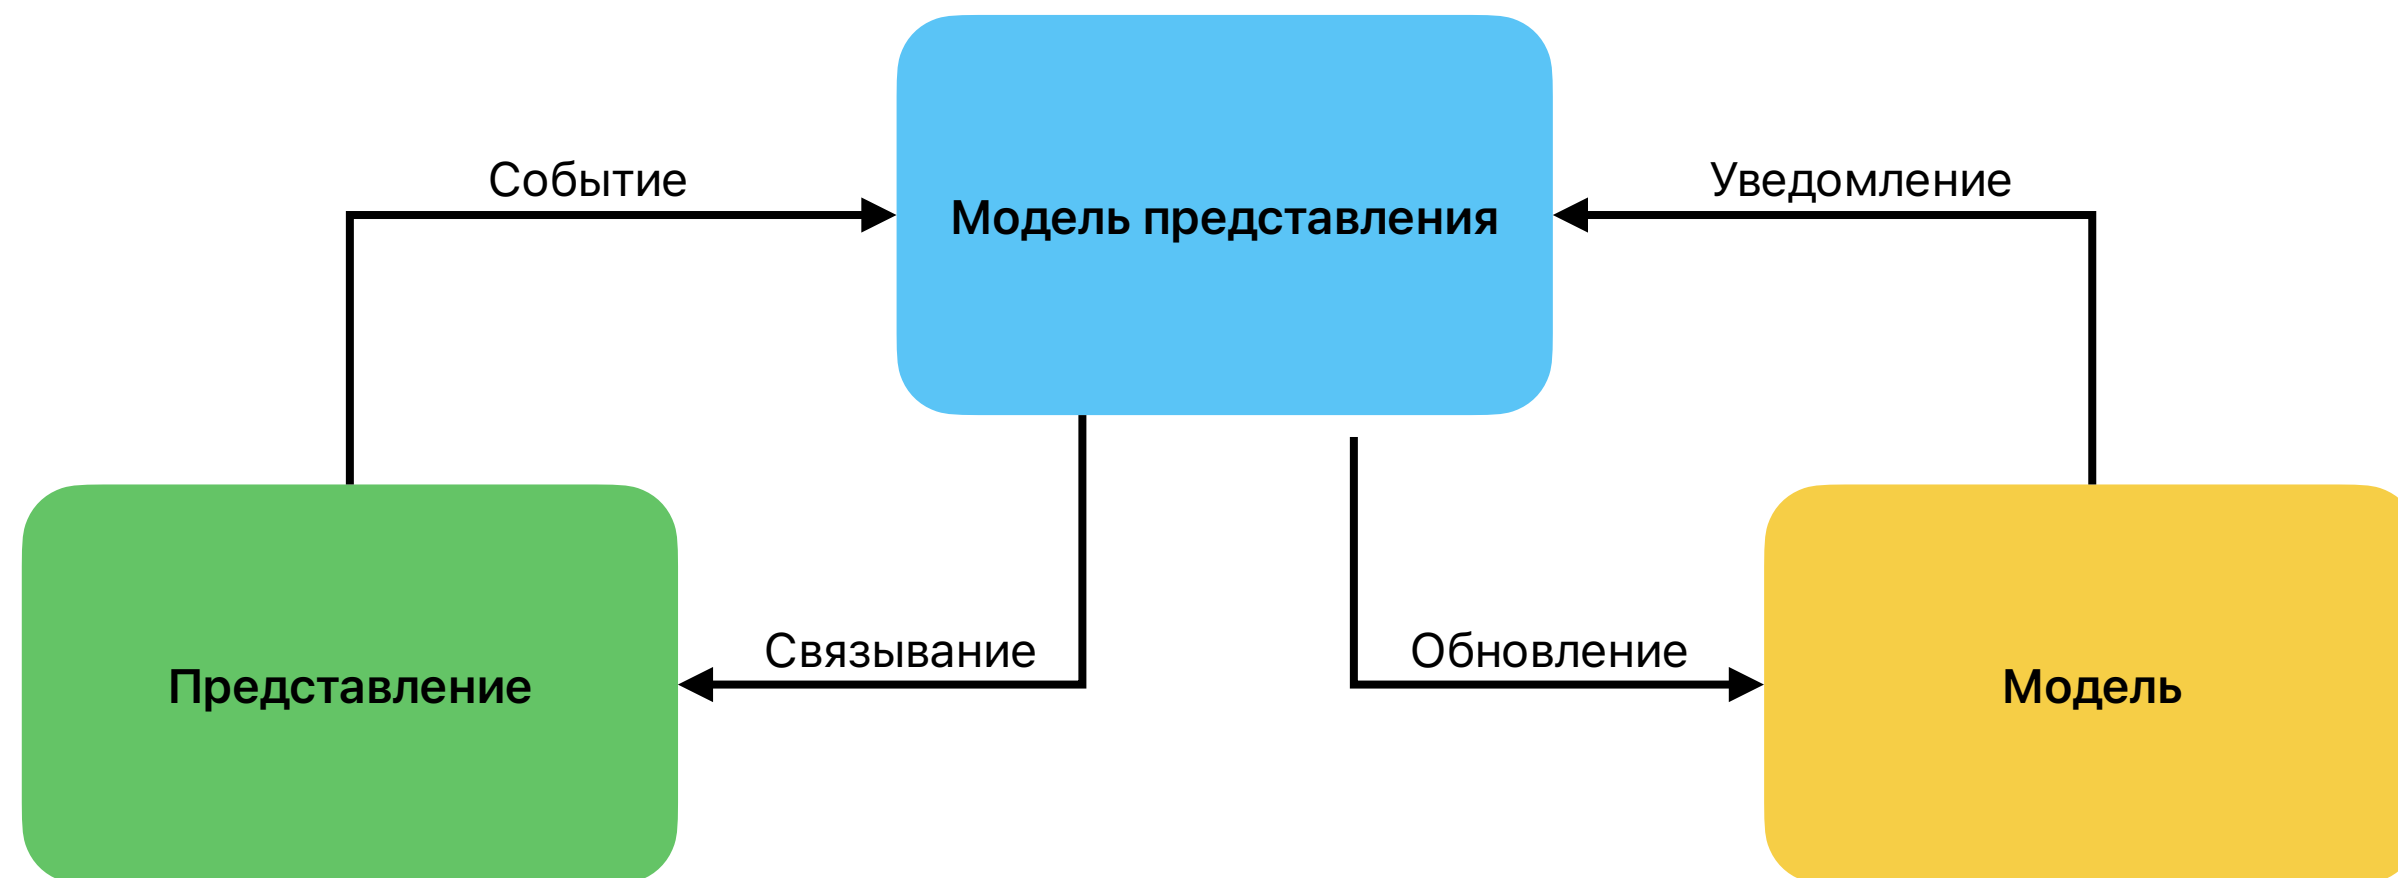 Событие
Уведомление
Модель представления
Связывание
Обновление
Представление
Модель